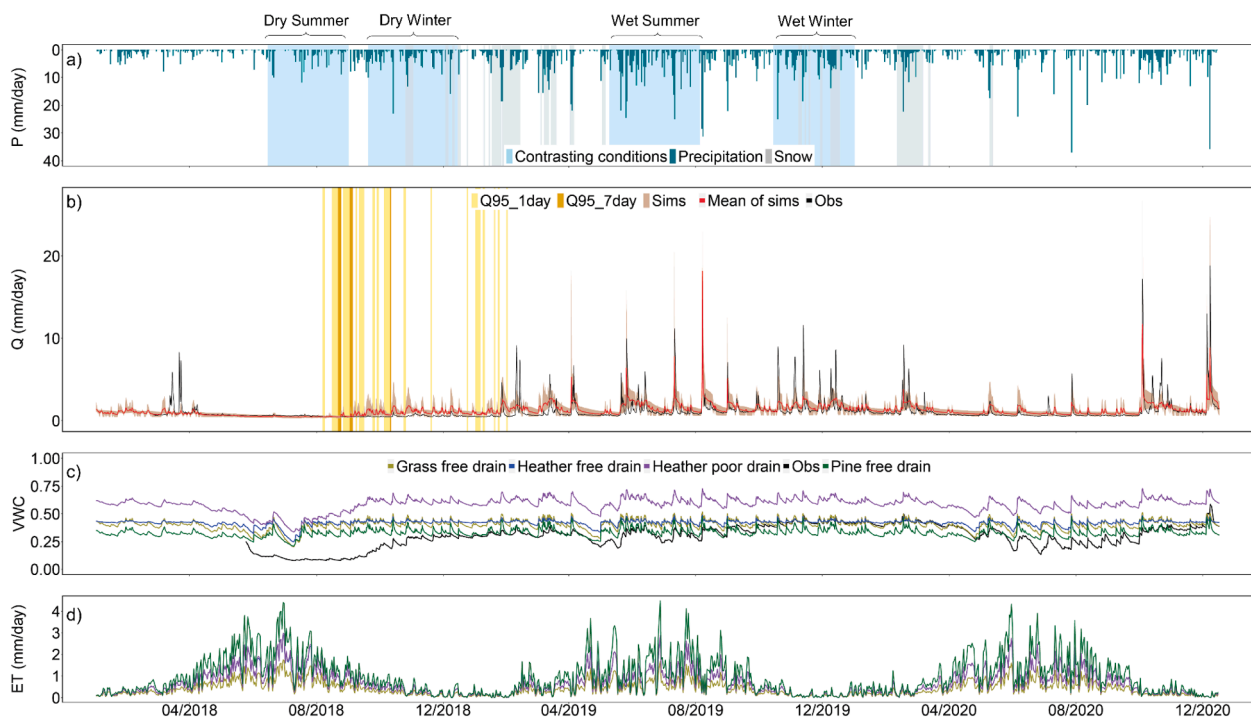 Dry Summer Dry Winter Wet Summer Wet Winter
a)
P (mm/day)
0
10
20
30
40
Contrasting conditions Precipitation Snow
b)
Q (mm/day)
20
10
0
Q95_1day Q95_7day Sims Mean of sims Obs
c)
VWC
1.00
0.75
0.50
0.25
0.00
Grass free drain Heather free drain Heather poor drain Obs Pine free drain
d)
ET (mm/day)
4
3
2
1
0
04/2018 08/2018 12/2018 04/2019 08/2019 12/2019 04/2020 08/2020 12/2020